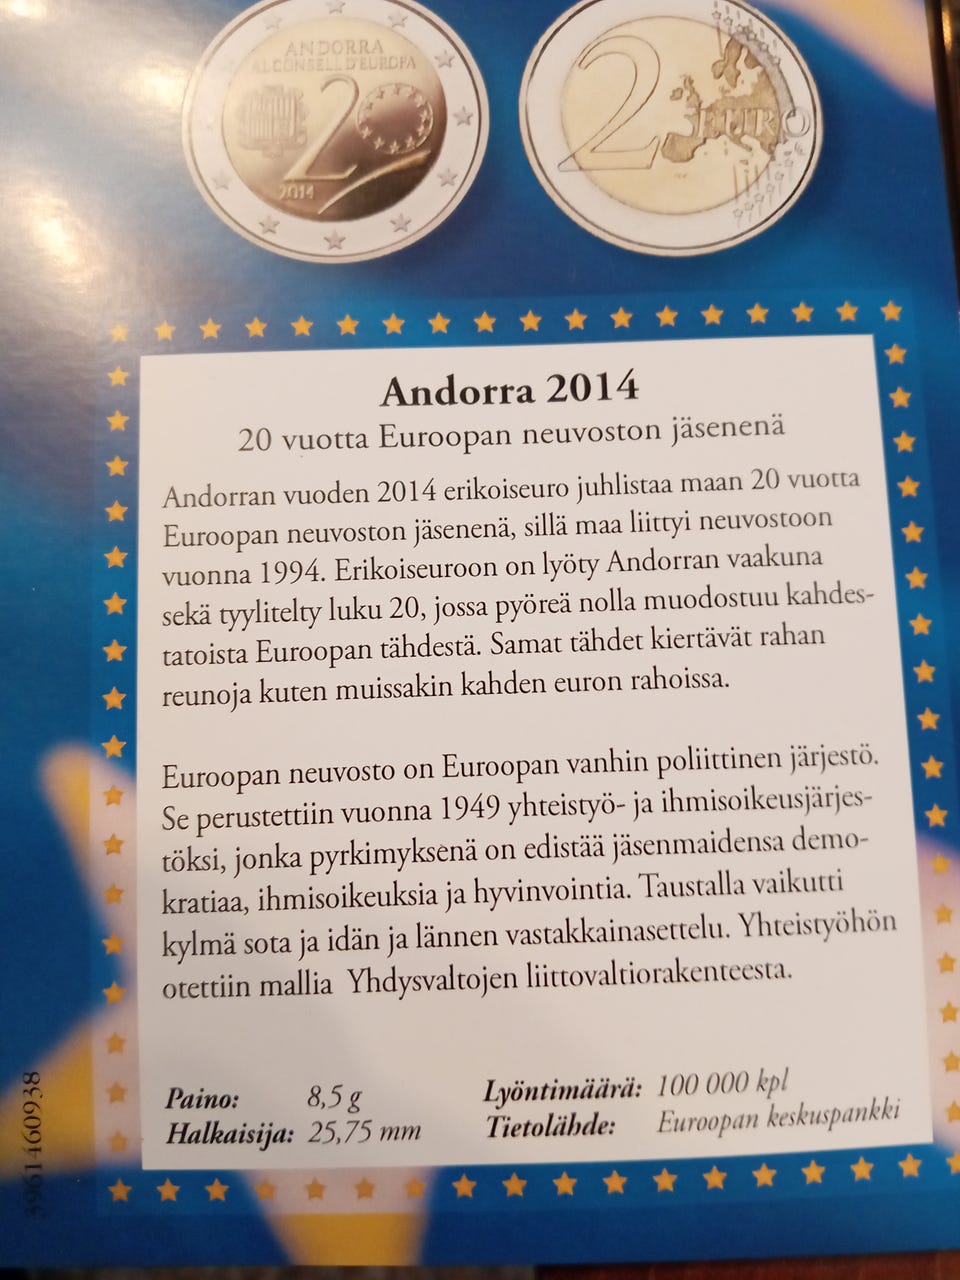 ANDORRA
AL CONSELL D'EUROPA
2
2014
2 EURO
Andorra 2014
20 vuotta Euroopan neuvoston jäsenenä
Andorran vuoden 2014 erikoiseuro juhlistaa maan 20 vuotta
Euroopan neuvoston jäsenenä, sillä maa liittyi neuvostoon
vuonna 1994. Erikoiseuroon on lyöty Andorran vaakuna
sekä tyylitelty luku 20, jossa pyöreä nolla muodostuu kahdes-
tatoista Euroopan tähdestä. Samat tähdet kiertävät rahan
reunoja kuten muissakin kahden euron rahoissa.
Euroopan neuvosto on Euroopan vanhin poliittinen järjestö.
Se perustettiin vuonna 1949 yhteistyö- ja ihmisoikeusjärjes-
töksi, jonka pyrkimyksenä on edistää jäsenmaidensa demo-
kratiaa, ihmisoikeuksia ja hyvinvointia. Taustalla vaikutti
kylmä sota ja idän ja lännen vastakkainasettelu. Yhteistyöhön
otettiin mallia Yhdysvaltojen liittovaltiorakenteesta.
Paino: 8,5 g Lyöntimäärä: 100 000 kpl
Halkaisija: 25,75 mm Tietolähde: Euroopan keskuspankki
3961460938